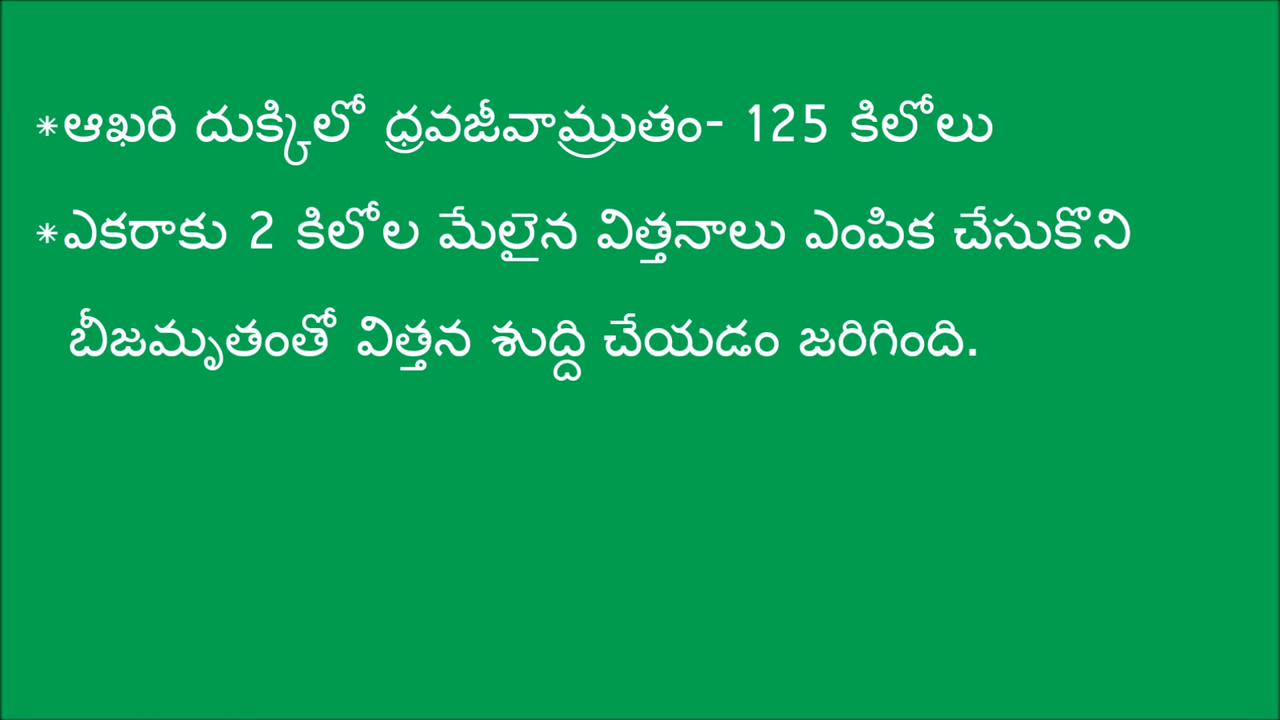 *ఆఖరి దుక్కిలో ధ్రవజీవామ్రుతం- 125 కిలోలు
*ఎకరాకు 2 కిలోల మేలైన విత్తనాలు ఎంపిక చేసుకొని
బీజమృతంతో విత్తన శుద్ది చేయడం జరిగింది.